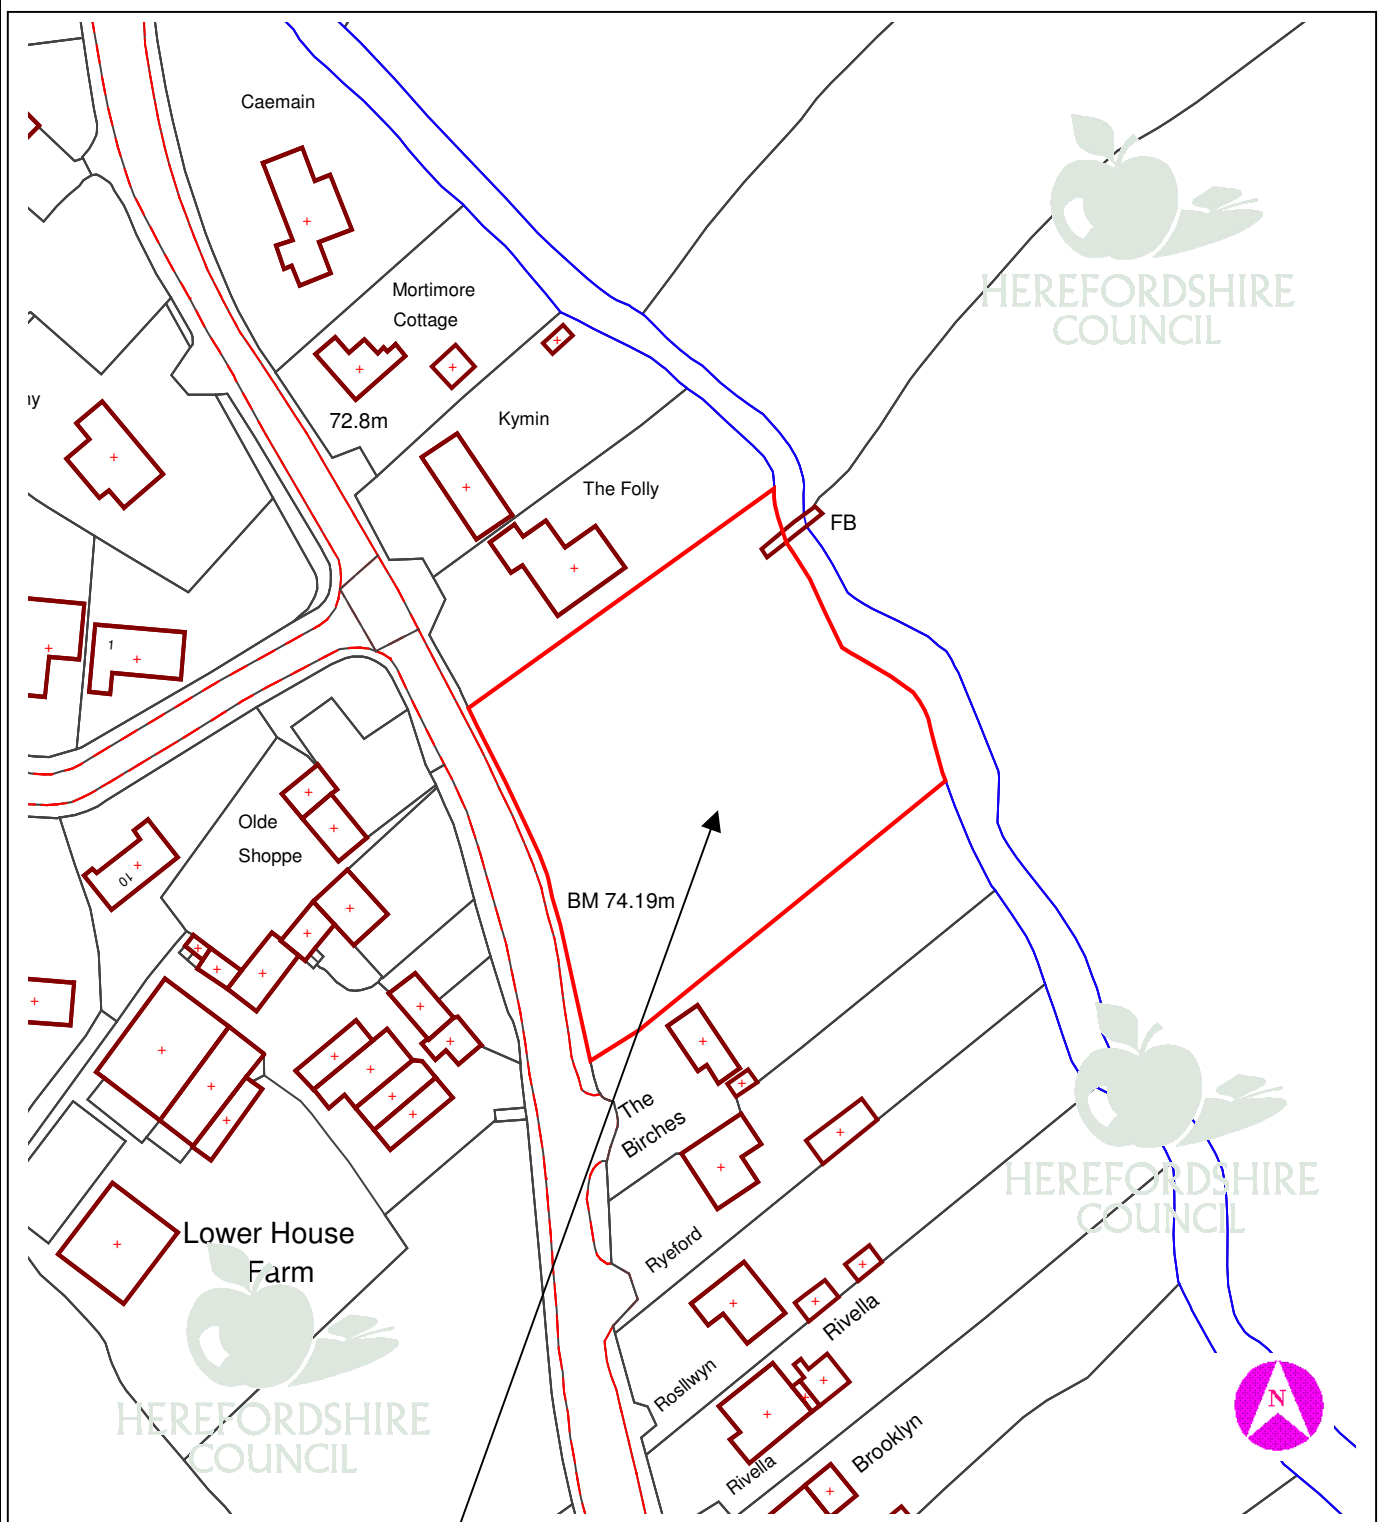 Caemain
HEREFORDSHIRE
COUNCIL
Mortimore
Cottage
72.8m
Kymin
The Folly
FB
1
Olde
Shoppe
10
BM 74.19m
The
Birches
HEREFORDSHIRE
COUNCIL
Lower House
Farm
Ryeford
Rivella
Rosllwyn
HEREFORDSHIRE
COUNCIL
N
Brooklyn
Rivella